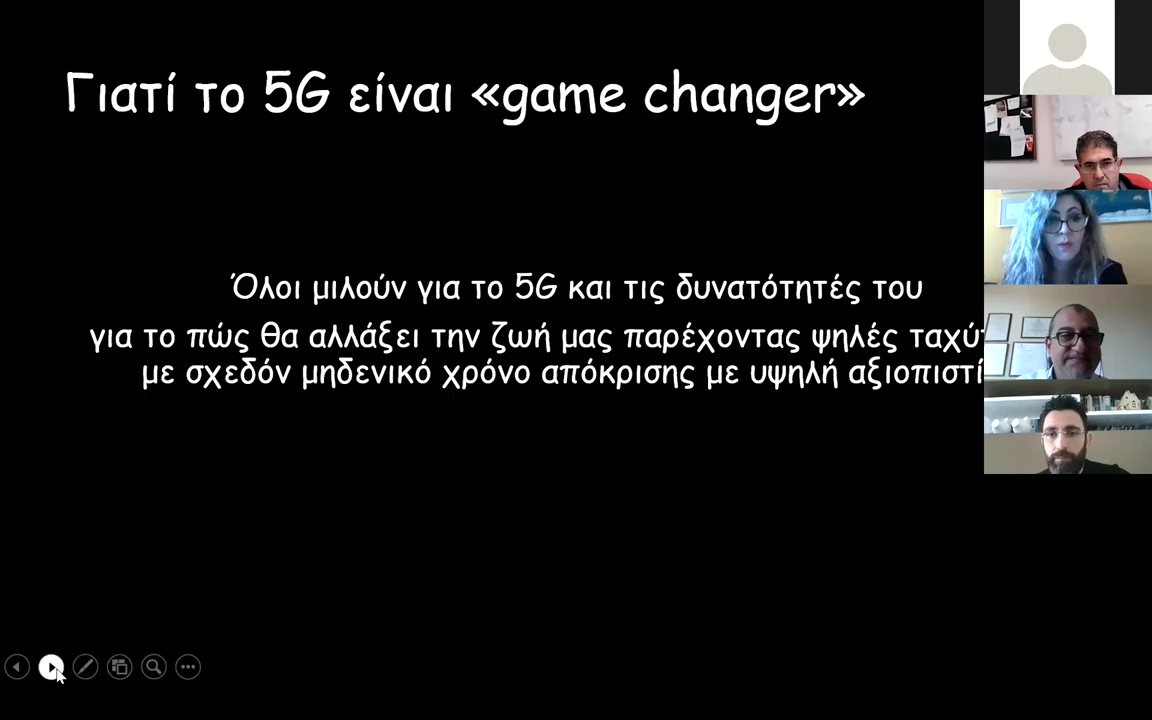 Γιατί το 5G είναι «game changer»
Όλοι μιλούν για το 5G και τις δυνατότητές του
για το πώς θα αλλάξει την ζωή μας παρέχοντας ψηλές
με σχεδόν μηδενικό χρόνο απόκρισης με υψηλή